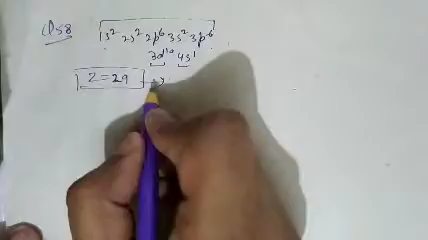 Q58 1s² 2s² 2p⁶ 3s² 3p⁶
3d¹⁰ 4s¹
Z = 29 →